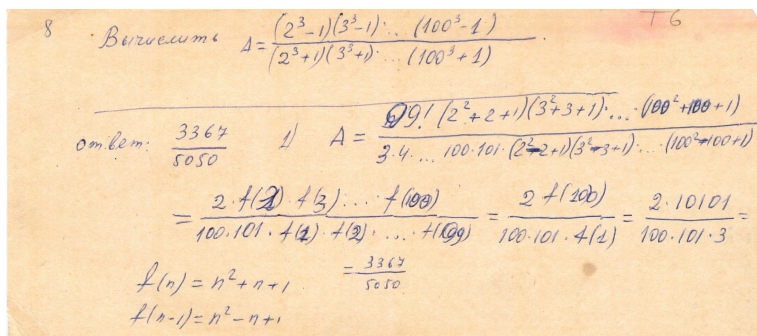 8 Вычислить A = (2³-1)(3³-1)·...(100³-1) / (2³+1)(3³+1)·...(100³+1).
Т6
ответ: 3367/5050 1) A = 99! (2²+2+1)(3²+3+1)·...·(100²+100+1) / 3·4·...100·101·(2²-2+1)(3²-3+1)·...·(100²-100+1)
= 2·f(2)·f(3)·...·f(100) / 100·101·f(1)·f(2)·...·f(99) = 2 f(100) / 100·101·f(1) = 2·10101 / 100·101·3 =
= 3367/5050
f(n) = n²+n+1
f(n-1) = n²-n+1